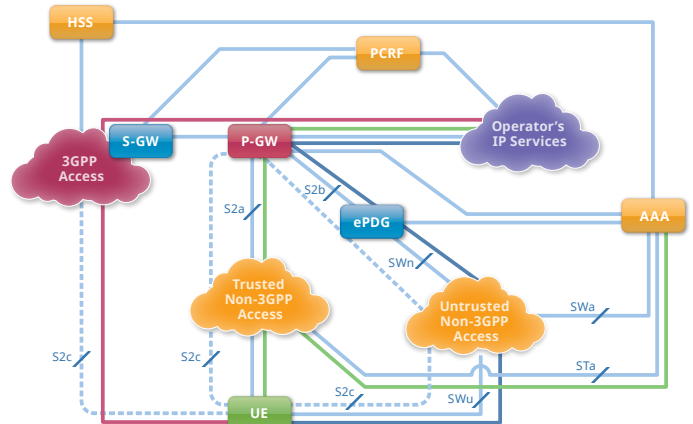 HSS
PCRF
S-GW
P-GW
Operator's
IP Services
3GPP
Access
S2b
S2a
ePDG
AAA
SWn
Trusted
Non-3GPP
Access
Untrusted
Non-3GPP
Access
SWa
S2c
S2c
STa
S2c
SWu
UE